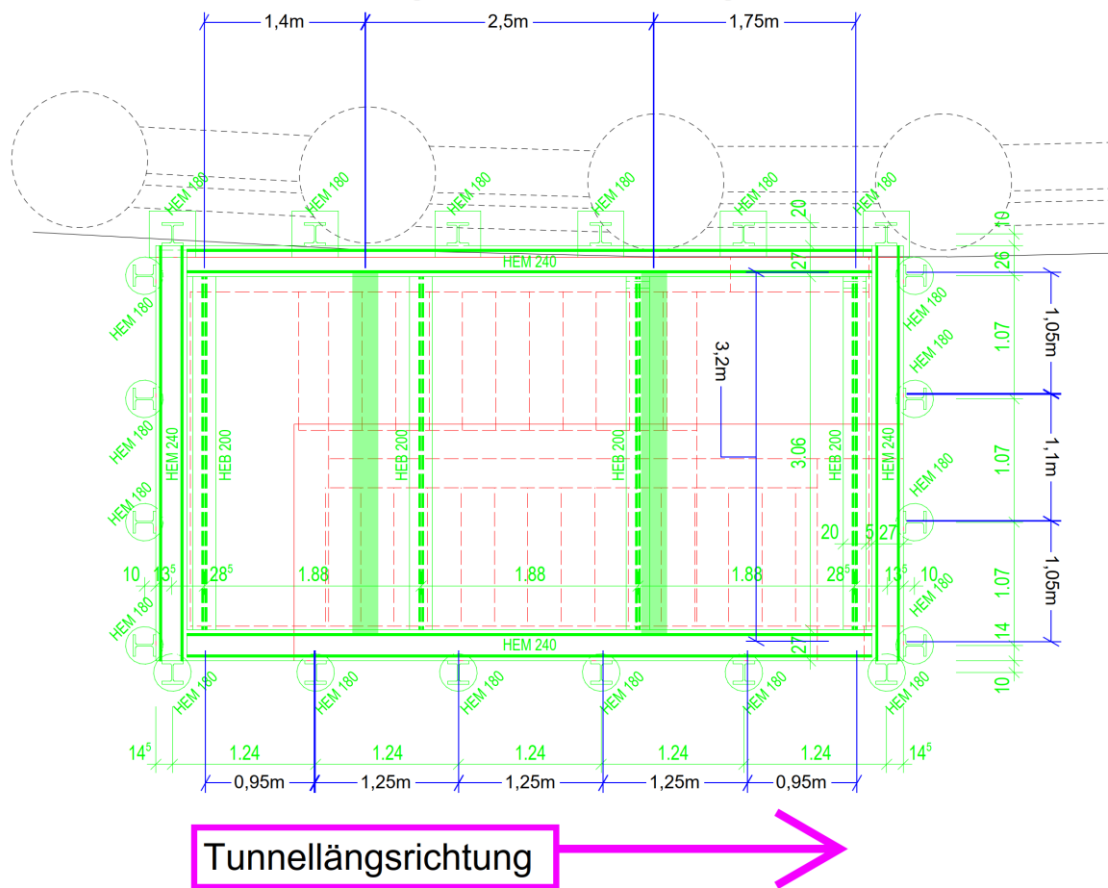 1,4m
2,5m
1,75m
HEM 180
HEM 180
HEM 180
HEM 180
HEM 180
HEM 180
20
10
27
26
HEM 240
HEM 180
HEM 180
HEM 180
1.07
1,05m
3,2m
HEM 180
HEM 240
HEB 200
HEB 200
HEB 200
HEB 200
HEM 240
3.06
1.07
1,1m
HEM 180
HEM 180
20
5
27
10
13⁵
28⁵
1.88
1.88
1.88
28⁵
13⁵
10
1.07
1,05m
HEM 180
HEM 180
HEM 240
27
14
10
HEM 180
HEM 180
HEM 180
HEM 180
HEM 180
HEM 180
14⁵
1.24
1.24
1.24
1.24
1.24
14⁵
0,95m
1,25m
1,25m
1,25m
0,95m
Tunnellängsrichtung